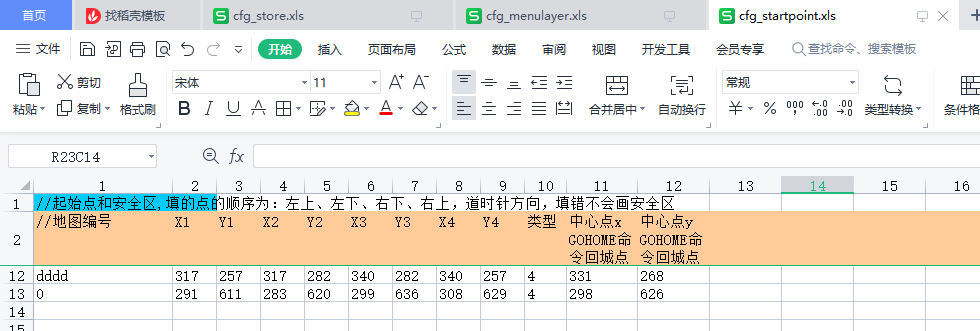 首页 找稻壳模板 cfg_store.xls cfg_menulayer.xls cfg_startpoint.xls
文件 开始 插入 页面布局 公式 数据 审阅 视图 开发工具 会员专享 查找命令、搜索模板
剪切 宋体 11 A+ A- 常规
粘贴 复制 格式刷 B I U A 合并居中 自动换行 ¥ % 000 ←.0 .00 .00 →.0 类型转换 条件格
R23C14 fx
1 2 3 4 5 6 7 8 9 10 11 12 13 14 15 16
1 //起始点和安全区,填的点的顺序为: 左上、左下、右下、右上，道时针方向，填错不会画安全区
2 //地图编号 X1 Y1 X2 Y2 X3 Y3 X4 Y4 类型 中心点x 中心点y
GOHOME命 GOHOME命
令回城点 令回城点
12 dddd 317 257 317 282 340 282 340 257 4 331 268
13 0 291 611 283 620 299 636 308 629 4 298 626
14
15